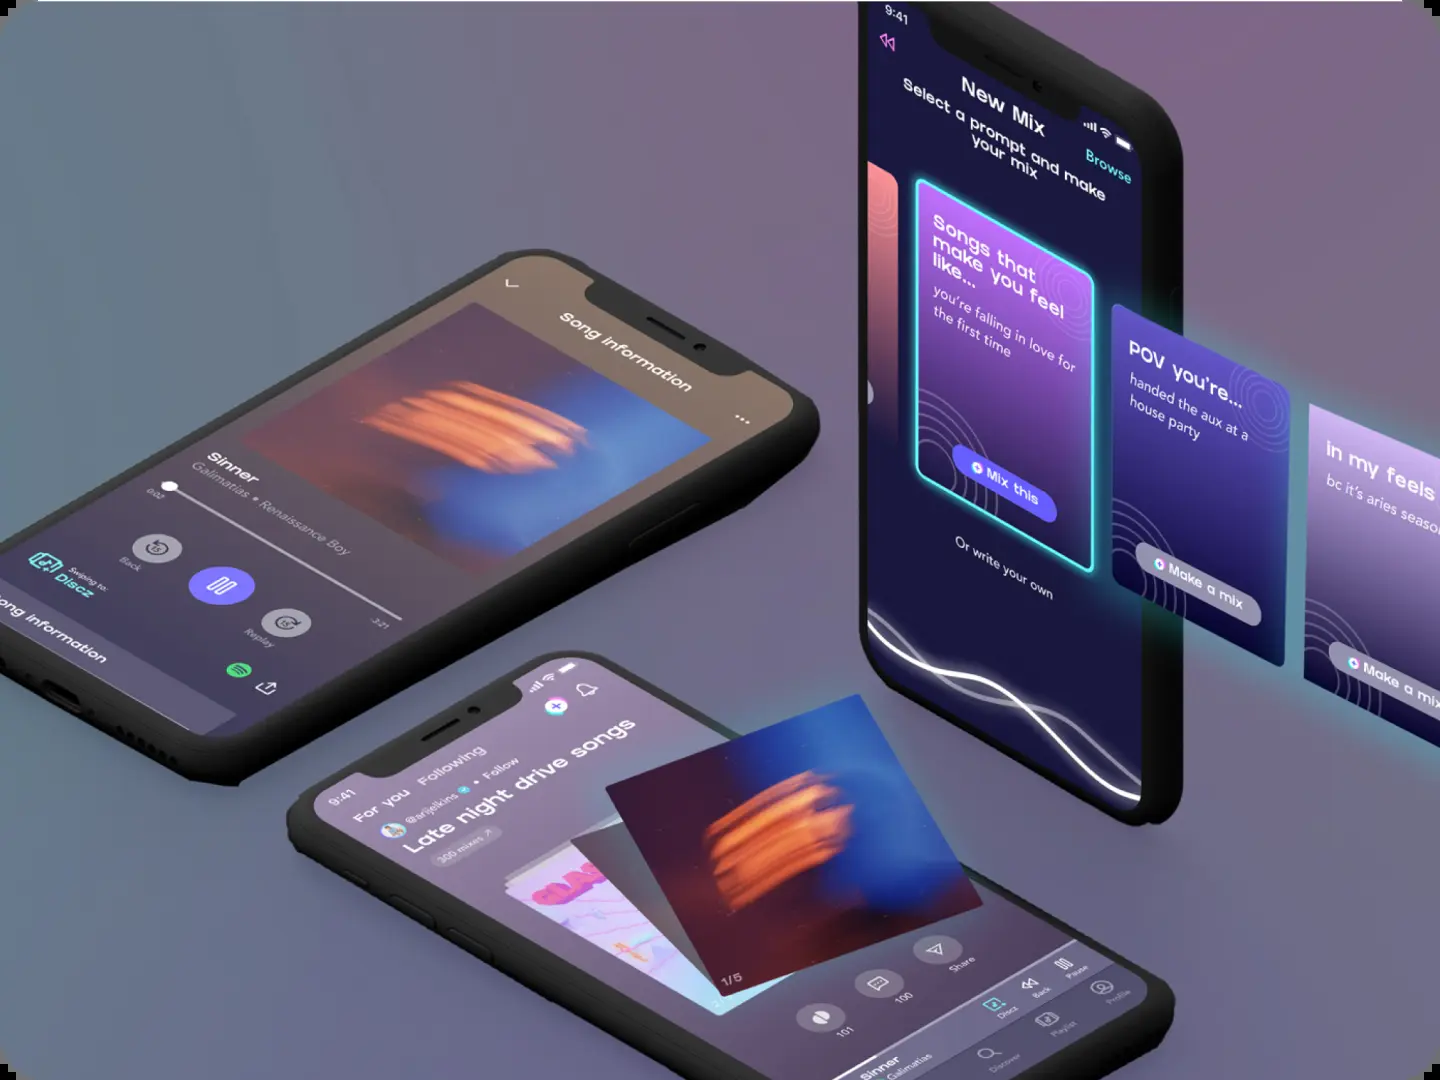 9:41
New Mix
Select a prompt and make
your mix
Browse
Songs that
make you feel
like...
you're falling in love for
the first time
Mix this
POV you're...
handed the aux at a
house party
Make a mix
in my feels
bc it's aries seaso
Make a mix
Or write your own
Song Information
Sinner
Galimatias • Renaissance Boy
0:02
3:21
15
Back
15
Replay
Swiping to:
Discz
ong Information
9:41
For you Following
@arijelkins • Follow
Late night drive songs
300 mixes ↗
1/5
101
100
Share
Sinner
Galimatias
Discz
Back
Pause
Discover
Playlist
Profile